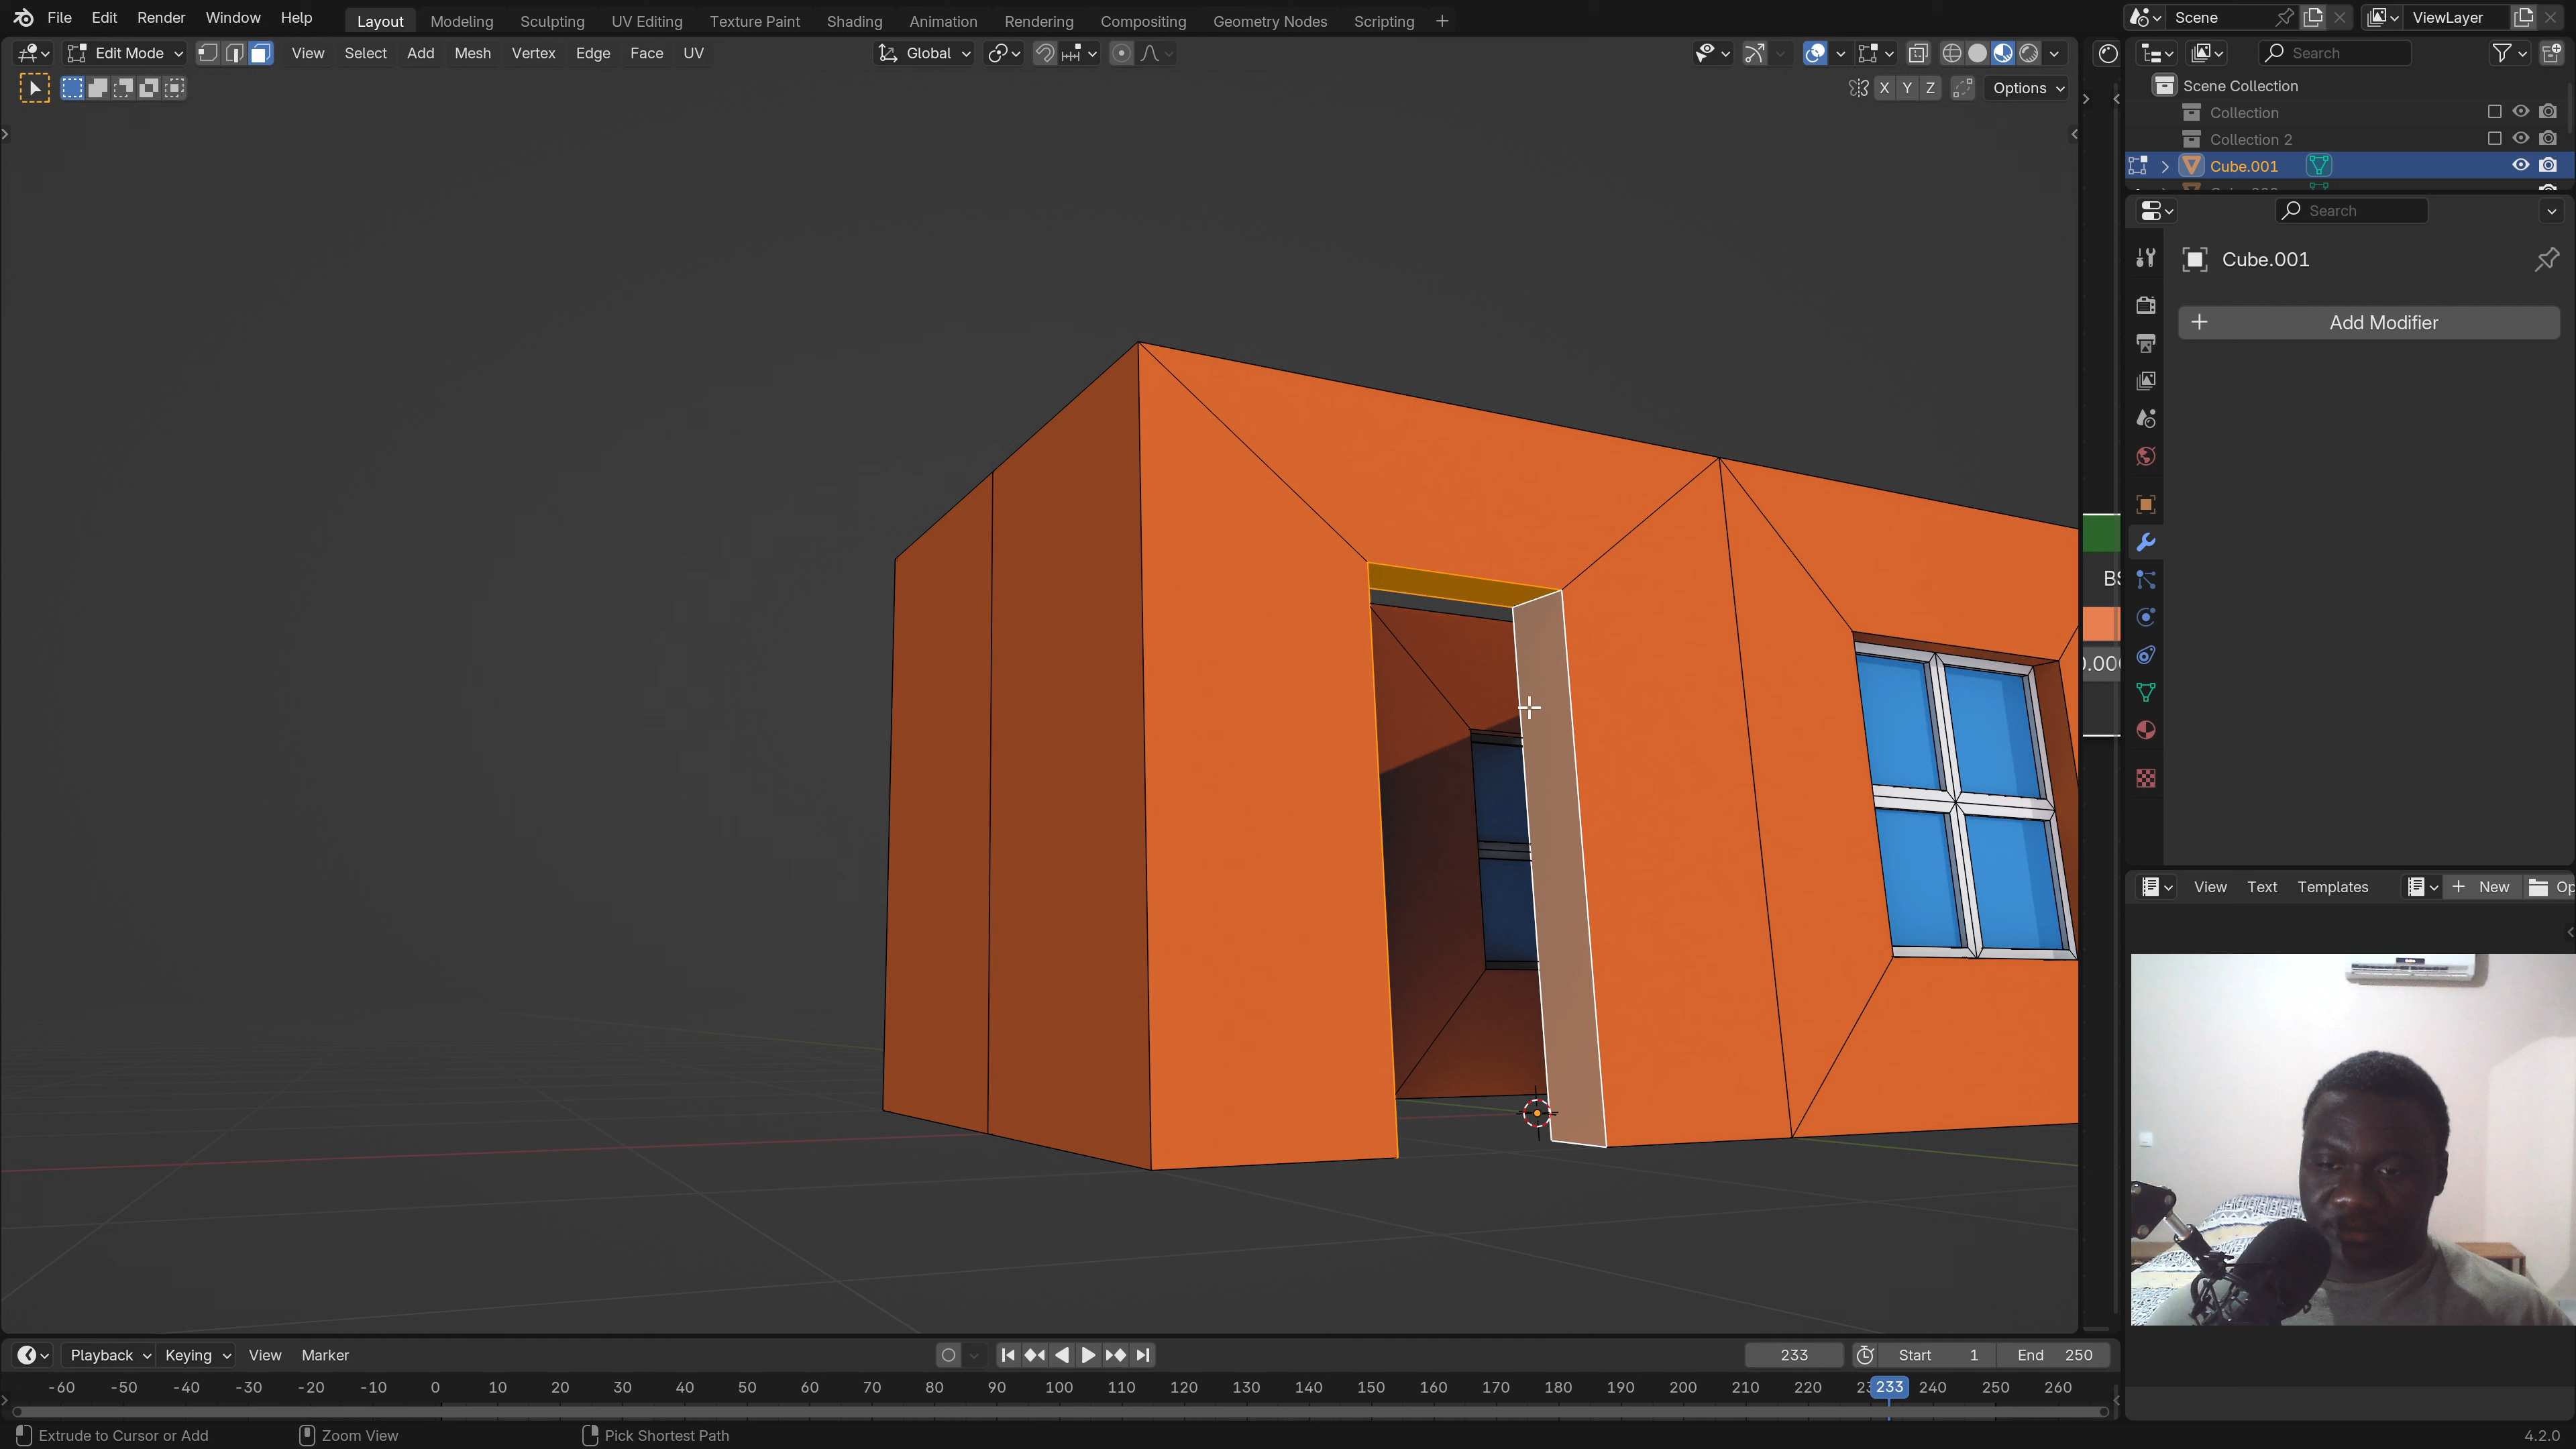 File Edit Render Window Help Layout Modeling Sculpting UV Editing Texture Paint Shading Animation Rendering Compositing Geometry Nodes Scripting Scene ViewLayer
Edit Mode View Select Add Mesh Vertex Edge Face UV Global Search
X Y Z Options
Scene Collection
Collection
Collection 2
Cube.001
Search
Cube.001
Add Modifier
View Text Templates New Op
Playback Keying View Marker 233 Start 1 End 250
-60 -50 -40 -30 -20 -10 0 10 20 30 40 50 60 70 80 90 100 110 120 130 140 150 160 170 180 190 200 210 220 233 240 250 260
Extrude to Cursor or Add Zoom View Pick Shortest Path 4.2.0